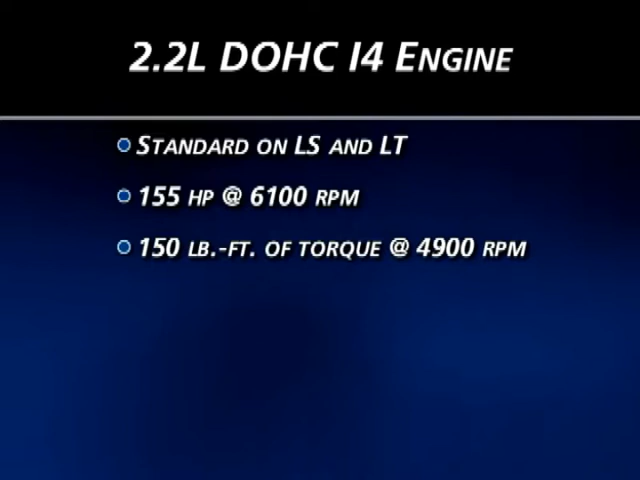 2.2L DOHC I4 ENGINE
STANDARD ON LS AND LT
155 HP @ 6100 RPM
150 LB.-FT. OF TORQUE @ 4900 RPM